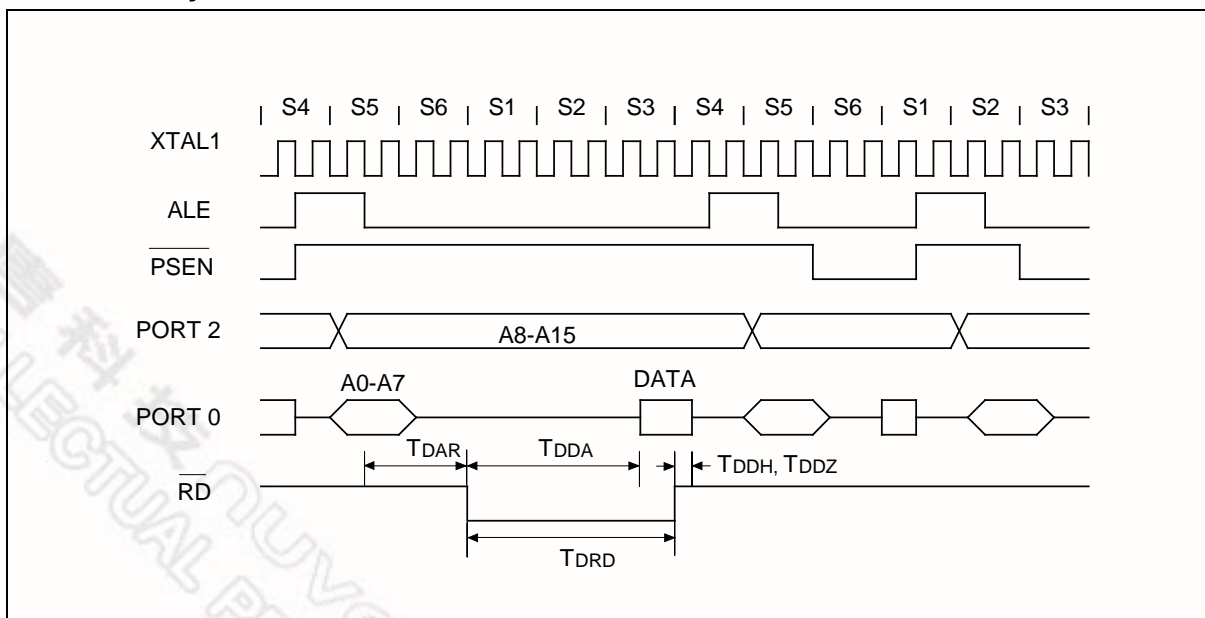 S4 S5 S6 S1 S2 S3 S4 S5 S6 S1 S2 S3
XTAL1
ALE
PSEN
PORT 2
A8-A15
A0-A7
DATA
PORT 0
TDAR
TDDA
TDDH, TDDZ
RD
TDRD